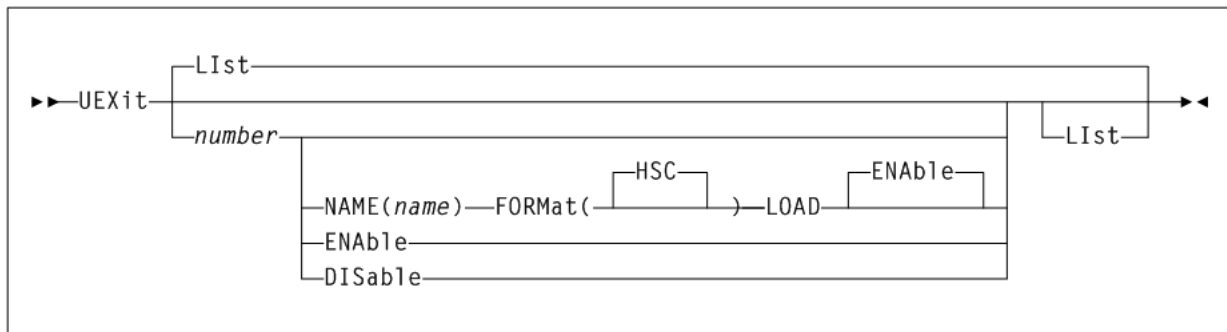 LIst
►►UEXit
number
LIst
HSC
ENAble
NAME(name) FORMat( ) LOAD
ENAble
DISable